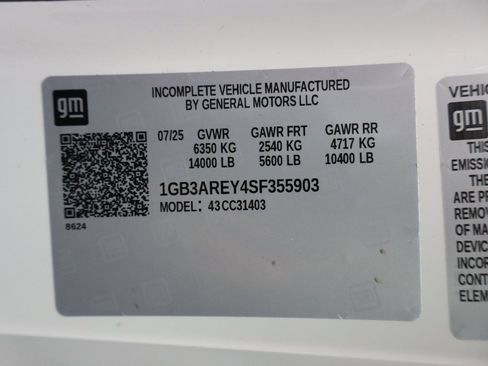 gm
INCOMPLETE VEHICLE MANUFACTURED
BY GENERAL MOTORS LLC
07/25 GVWR GAWR FRT GAWR RR
6350 KG 2540 KG 4717 KG
14000 LB 5600 LB 10400 LB
1GB3AREY4SF355903
MODEL: 43CC31403
8624
VEHIC
gm
THIS
EMISSION
THE
ARE PR
REMOV
OF MA
DEVIC
INCOR
CONT
ELEM